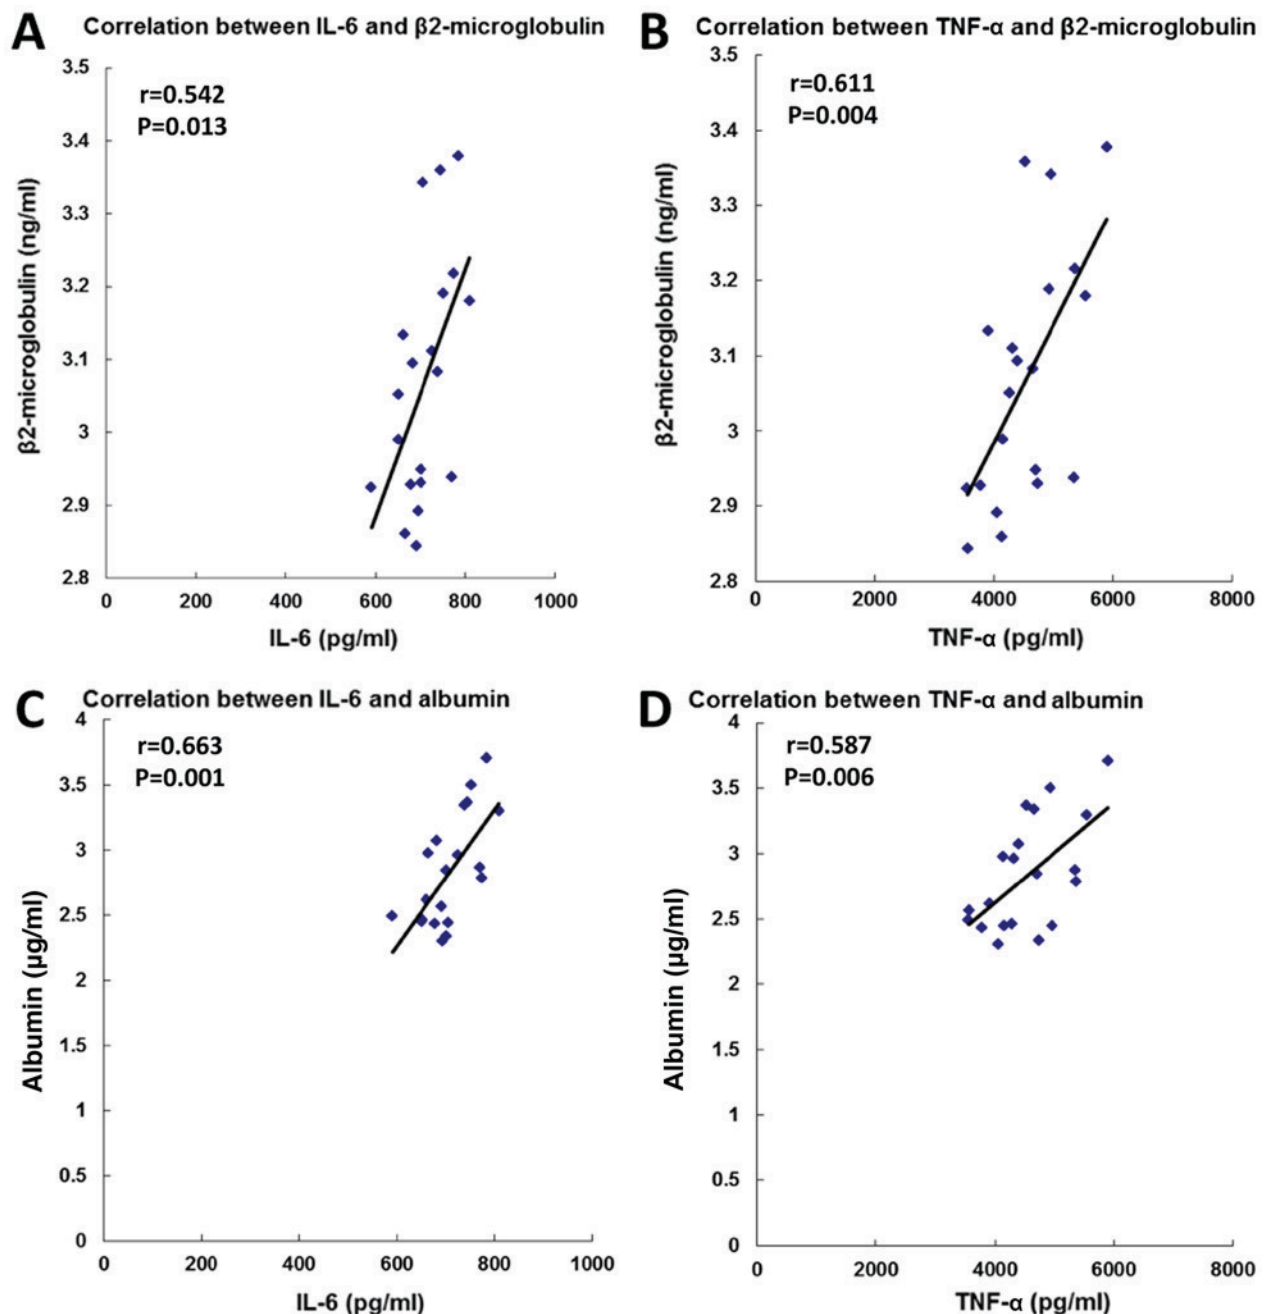 A Correlation between IL-6 and β2-microglobulin
r=0.542
P=0.013
β2-microglobulin (ng/ml)
3.5
3.4
3.3
3.2
3.1
3
2.9
2.8
0 200 400 600 800 1000
IL-6 (pg/ml)
B Correlation between TNF-α and β2-microglobulin
r=0.611
P=0.004
β2-microglobulin (ng/ml)
3.5
3.4
3.3
3.2
3.1
3
2.9
2.8
0 2000 4000 6000 8000
TNF-α (pg/ml)
C Correlation between IL-6 and albumin
r=0.663
P=0.001
Albumin (µg/ml)
4
3.5
3
2.5
2
1.5
1
0.5
0
0 200 400 600 800 1000
IL-6 (pg/ml)
D Correlation between TNF-α and albumin
r=0.587
P=0.006
Albumin (µg/ml)
4
3.5
3
2.5
2
1.5
1
0.5
0
0 2000 4000 6000 8000
TNF-α (pg/ml)